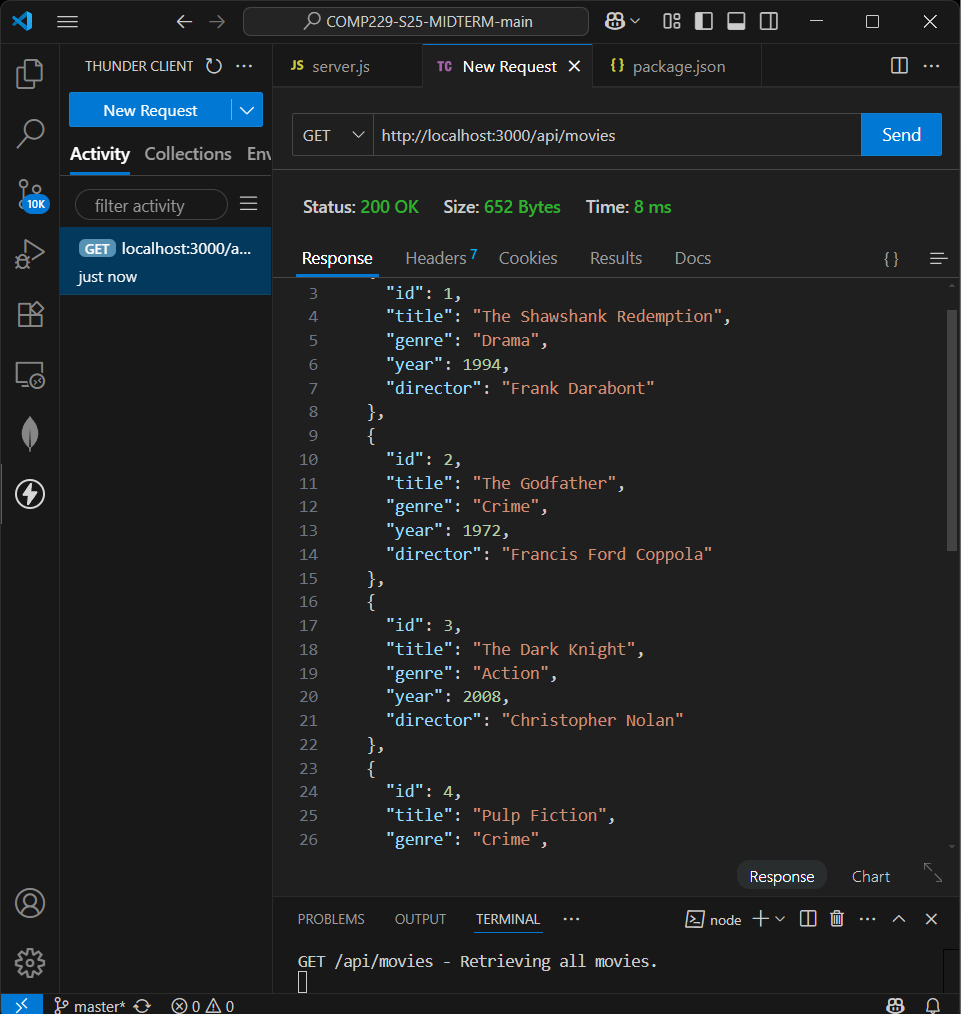 COMP229-S25-MIDTERM-main
THUNDER CLIENT
New Request
Activity Collections Env
filter activity
GET localhost:3000/a...
just now
10K
JS server.js
TC New Request
{} package.json
GET http://localhost:3000/api/movies Send
Status: 200 OK Size: 652 Bytes Time: 8 ms
Response Headers 7 Cookies Results Docs {}
3 "id": 1,
4 "title": "The Shawshank Redemption",
5 "genre": "Drama",
6 "year": 1994,
7 "director": "Frank Darabont"
8 },
9 {
10 "id": 2,
11 "title": "The Godfather",
12 "genre": "Crime",
13 "year": 1972,
14 "director": "Francis Ford Coppola"
15 },
16 {
17 "id": 3,
18 "title": "The Dark Knight",
19 "genre": "Action",
20 "year": 2008,
21 "director": "Christopher Nolan"
22 },
23 {
24 "id": 4,
25 "title": "Pulp Fiction",
26 "genre": "Crime",
Response Chart
PROBLEMS OUTPUT TERMINAL ··· node
GET /api/movies - Retrieving all movies.
master* 0 0